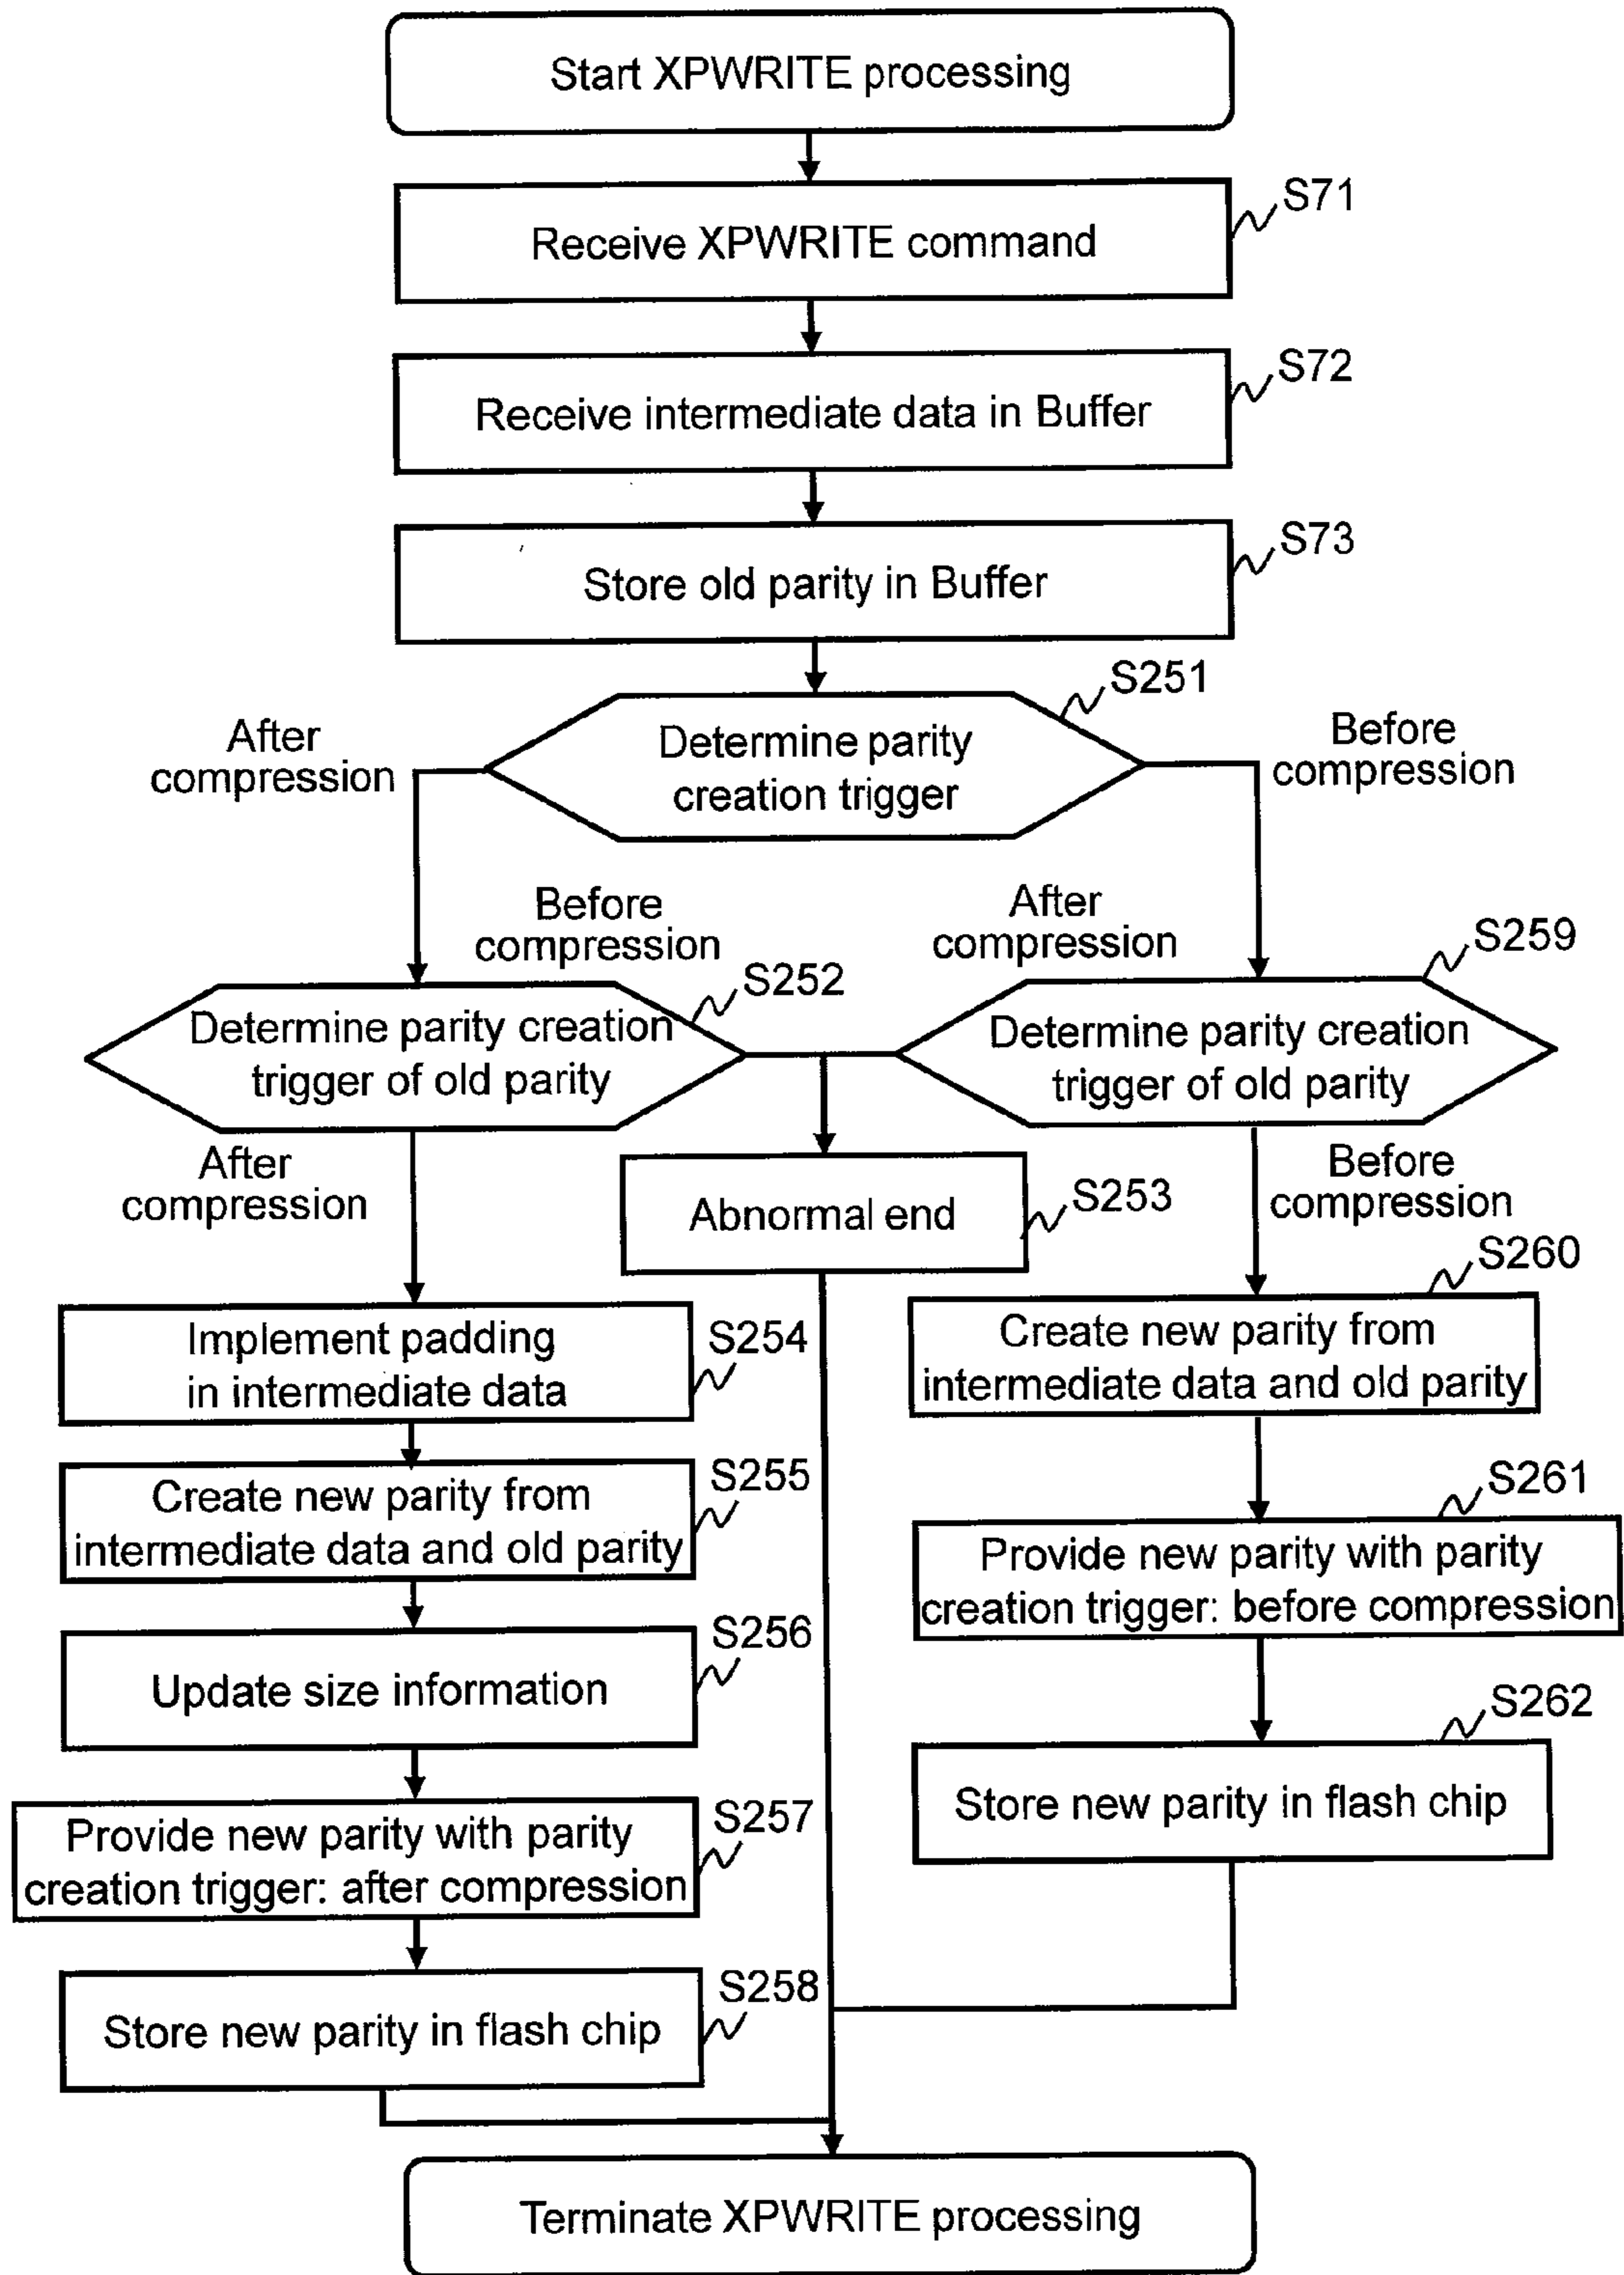 Start XPWRITE processing
S71
Receive XPWRITE command
S72
Receive intermediate data in Buffer
S73
Store old parity in Buffer
S251
After
compression
Determine parity
creation trigger
Before
compression
Before
compression
After
compression
S252
S259
Determine parity creation
trigger of old parity
Determine parity creation
trigger of old parity
After
compression
Abnormal end
S253
Before
compression
S260
Implement padding
in intermediate data
S254
Create new parity from
intermediate data and old parity
S255
Create new parity from
intermediate data and old parity
S261
Provide new parity with parity
creation trigger: before compression
S256
Update size information
S262
Store new parity in flash chip
S257
Provide new parity with parity
creation trigger: after compression
S258
Store new parity in flash chip
Terminate XPWRITE processing